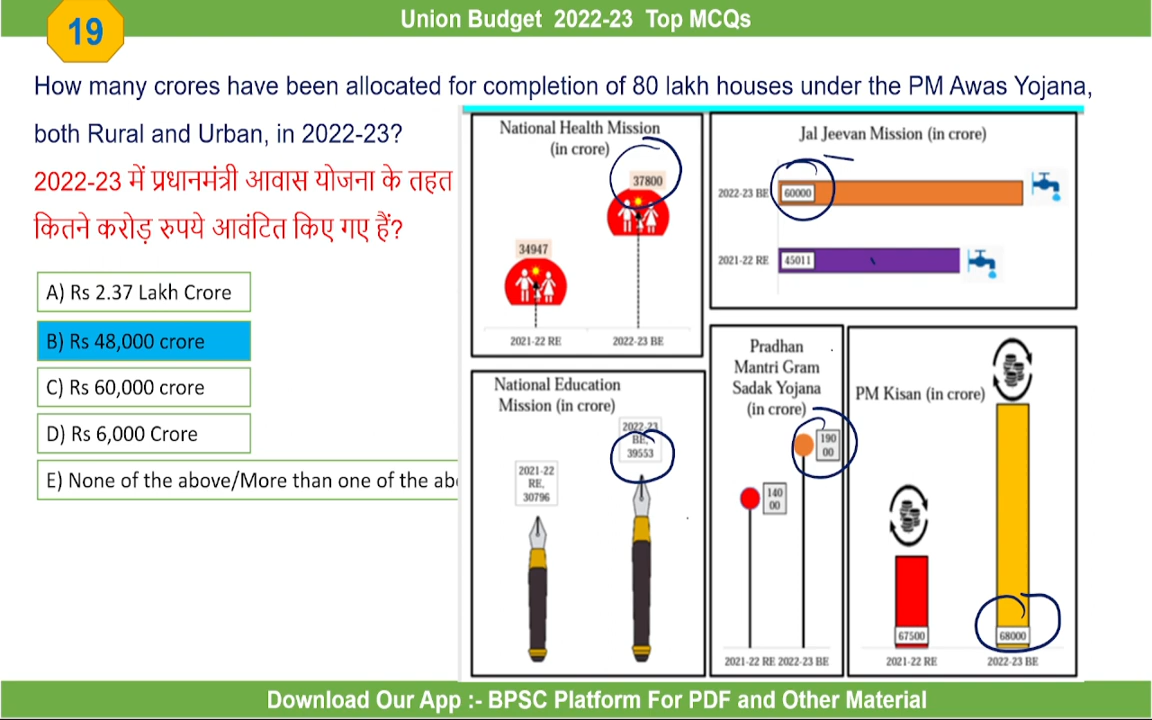 19
Union Budget 2022-23 Top MCQs
How many crores have been allocated for completion of 80 lakh houses under the PM Awas Yojana,
both Rural and Urban, in 2022-23?
2022-23 में प्रधानमंत्री आवास योजना के तहत
कितने करोड़ रुपये आवंटित किए गए हैं?
A) Rs 2.37 Lakh Crore
B) Rs 48,000 crore
C) Rs 60,000 crore
D) Rs 6,000 Crore
E) None of the above/More than one of the
National Health Mission
(in crore)
37800
34947
2021-22 RE 2022-23 BE
Jal Jeevan Mission (in crore)
2022-23 BE 60000
2021-22 RE 45011
National Education
Mission (in crore)
2022-23
BE,
39553
2021-22
RE,
30796
Pradhan
Mantri Gram
Sadak Yojana
(in crore)
190
00
140
00
2021-22 RE 2022-23 BE
PM Kisan (in crore)
67500 68000
2021-22 RE 2022-23 BE
Download Our App :- BPSC Platform For PDF and Other Material